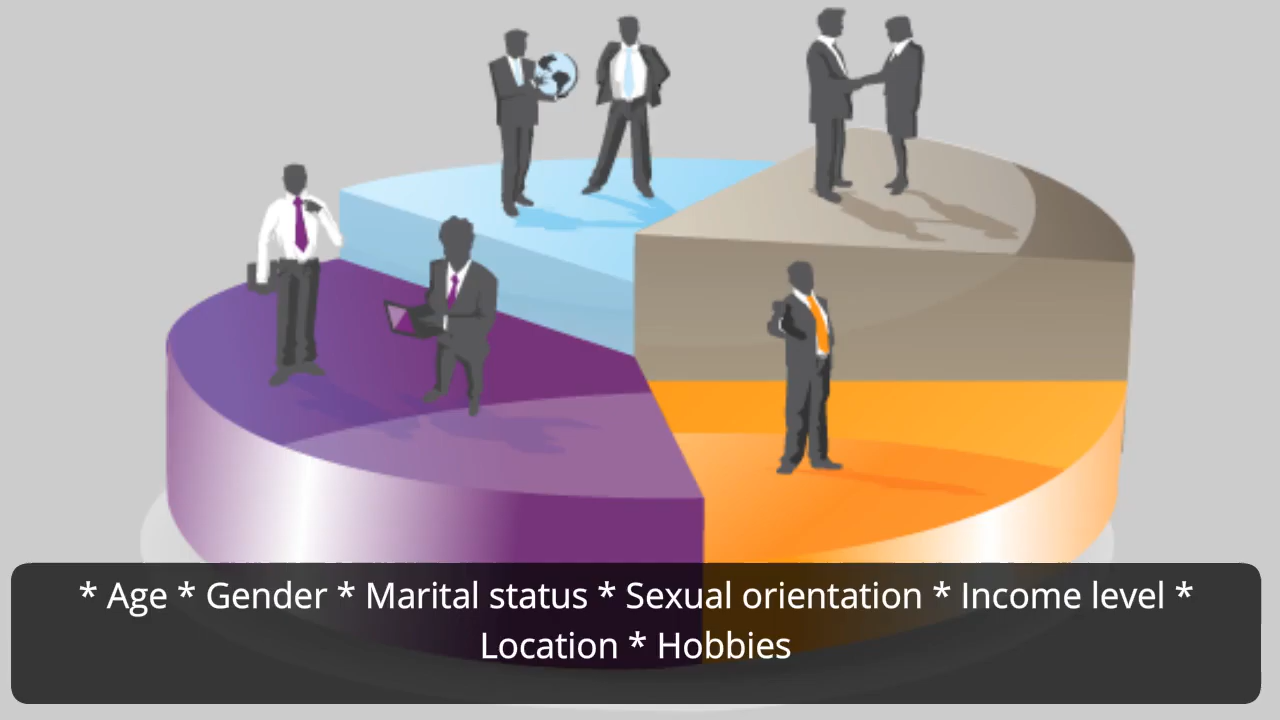 * Age * Gender * Marital status * Sexual orientation * Income level *
Location * Hobbies